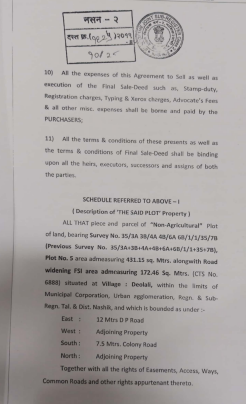 नसन - २
दस्त क्र.(१८२५)२०११
१०/२८
10) All the expenses of this Agreement to Sell as well as
execution of the Final Sale-Deed such as, Stamp-duty,
Registration charges, Typing & Xerox charges, Advocate's Fees
& all other misc. expenses shall be borne and paid by the
PURCHASERS;
11) All the terms & conditions of these presents as well as
the terms & conditions of Final Sale-Deed shall be binding
upon all the heirs, executors, successors and assigns of both
the parties.
SCHEDULE REFERRED TO ABOVE – I
( Description of "THE SAID PLOT" Property )
ALL THAT piece and parcel of "Non-Agricultural" Plot
of land, bearing Survey No. 35/3A 3B/4A 4B/6A 6B/1/1/35/7B
(Previous Survey No. 35/3A+3B+4A+4B+6A+6B/1/1+35+7B),
Plot No. 5 area admeasuring 431.15 sq. Mtrs. alongwith Road
widening FSI area admeasuring 172.46 Sq. Mtrs. (CTS No.
6888) situated at Village : Deolali, within the limits of
Municipal Corporation, Urban agglomeration, Regn. & Sub-
Regn. Tal. & Dist. Nashik, and which is bounded as under :-
East : 12 Mtrs D P Road
West : Adjoining Property
South : 7.5 Mtrs. Colony Road
North : Adjoining Property
Together with all rights of Easements, Access, Ways,
Common Roads and other rights appurtenant thereto.